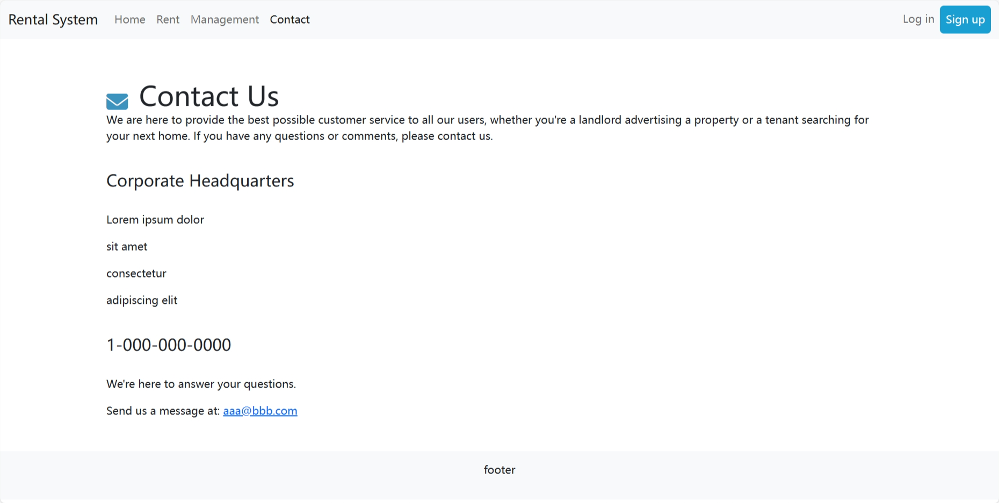 Rental System Home Rent Management Contact Log in Sign up
Contact Us
We are here to provide the best possible customer service to all our users, whether you're a landlord advertising a property or a tenant searching for
your next home. If you have any questions or comments, please contact us.
Corporate Headquarters
Lorem ipsum dolor
sit amet
consectetur
adipiscing elit
1-000-000-0000
We're here to answer your questions.
Send us a message at: aaa@bbb.com
footer